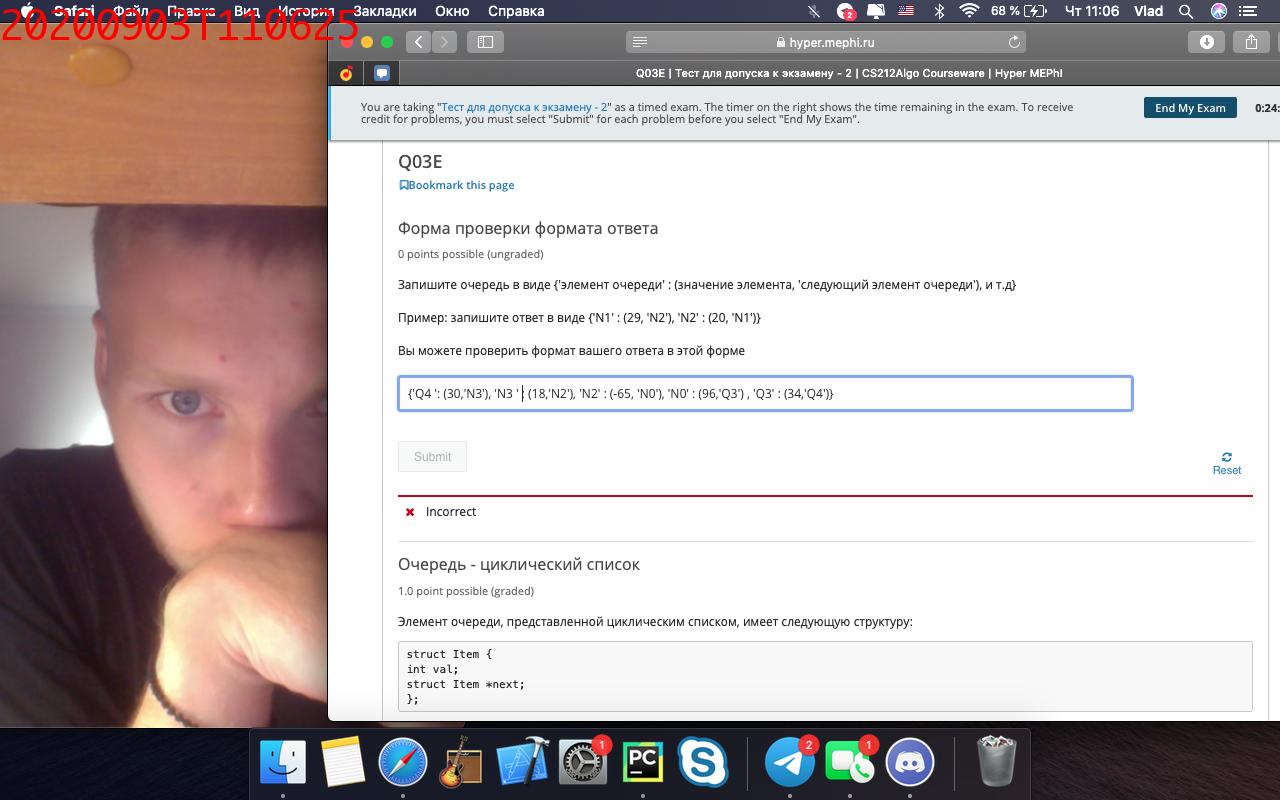 20200903T110625
Safari Файл Правка Вид История Закладки Окно Справка
2
68 %
Чт 11:06 Vlad
hyper.mephi.ru
Q03E | Тест для допуска к экзамену - 2 | CS212Algo Courseware | Hyper MEPhI
You are taking "Тест для допуска к экзамену - 2" as a timed exam. The timer on the right shows the time remaining in the exam. To receive
credit for problems, you must select "Submit" for each problem before you select "End My Exam".
End My Exam
0:24:
Q03E
Bookmark this page
Форма проверки формата ответа
0 points possible (ungraded)
Запишите очередь в виде {'элемент очереди' : (значение элемента, 'следующий элемент очереди'), и т.д}
Пример: запишите ответ в виде {'N1' : (29, 'N2'), 'N2' : (20, 'N1')}
Вы можете проверить формат вашего ответа в этой форме
{'Q4 ': (30,'N3'), 'N3 ' : (18,'N2'), 'N2' : (-65, 'N0'), 'N0' : (96,'Q3') , 'Q3' : (34,'Q4')}
Submit
Reset
Incorrect
Очередь - циклический список
1.0 point possible (graded)
Элемент очереди, представленной циклическим списком, имеет следующую структуру:
struct Item {
int val;
struct Item *next;
};
1
PC
2
1